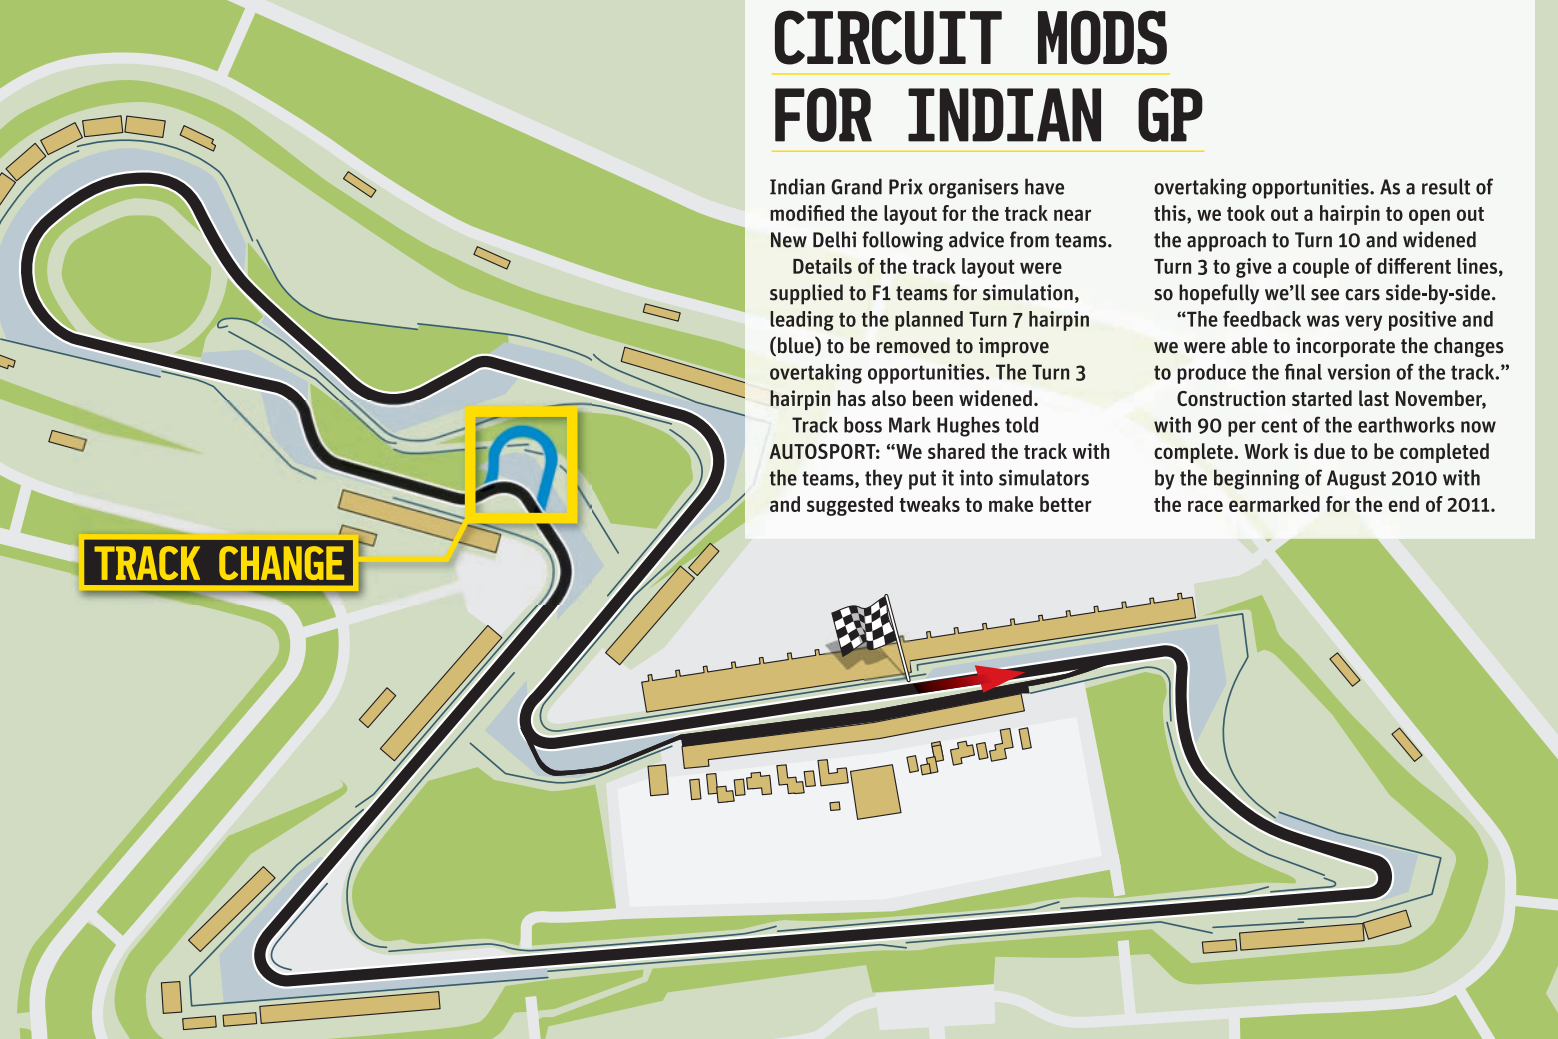 CIRCUIT MODS
FOR INDIAN GP
Indian Grand Prix organisers have
modified the layout for the track near
New Delhi following advice from teams.
Details of the track layout were
supplied to F1 teams for simulation,
leading to the planned Turn 7 hairpin
(blue) to be removed to improve
overtaking opportunities. The Turn 3
hairpin has also been widened.
Track boss Mark Hughes told
AUTOSPORT: “We shared the track with
the teams, they put it into simulators
and suggested tweaks to make better
overtaking opportunities. As a result of
this, we took out a hairpin to open out
the approach to Turn 10 and widened
Turn 3 to give a couple of different lines,
so hopefully we’ll see cars side-by-side.
“The feedback was very positive and
we were able to incorporate the changes
to produce the final version of the track.”
Construction started last November,
with 90 per cent of the earthworks now
complete. Work is due to be completed
by the beginning of August 2010 with
the race earmarked for the end of 2011.
TRACK CHANGE